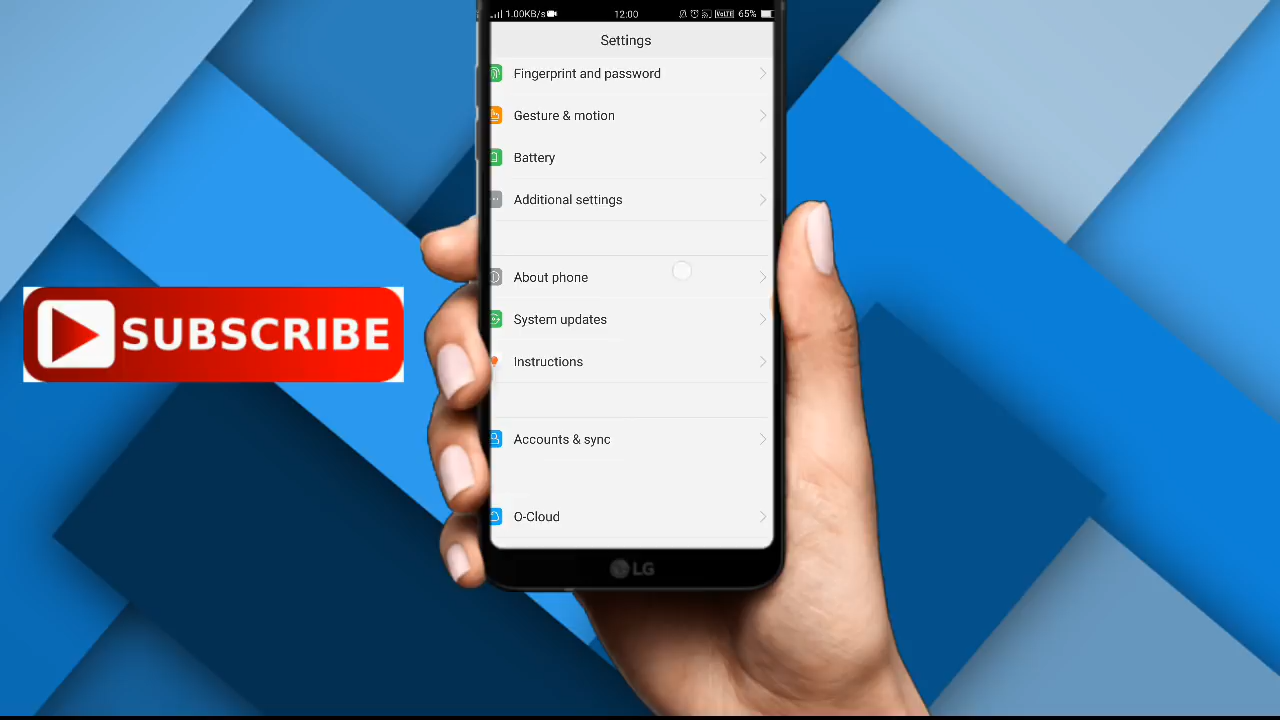 1.00KB/s 12:00 VoLTE 65%
Settings
Fingerprint and password
Gesture & motion
Battery
Additional settings
About phone
System updates
Instructions
Accounts & sync
O-Cloud
LG
SUBSCRIBE